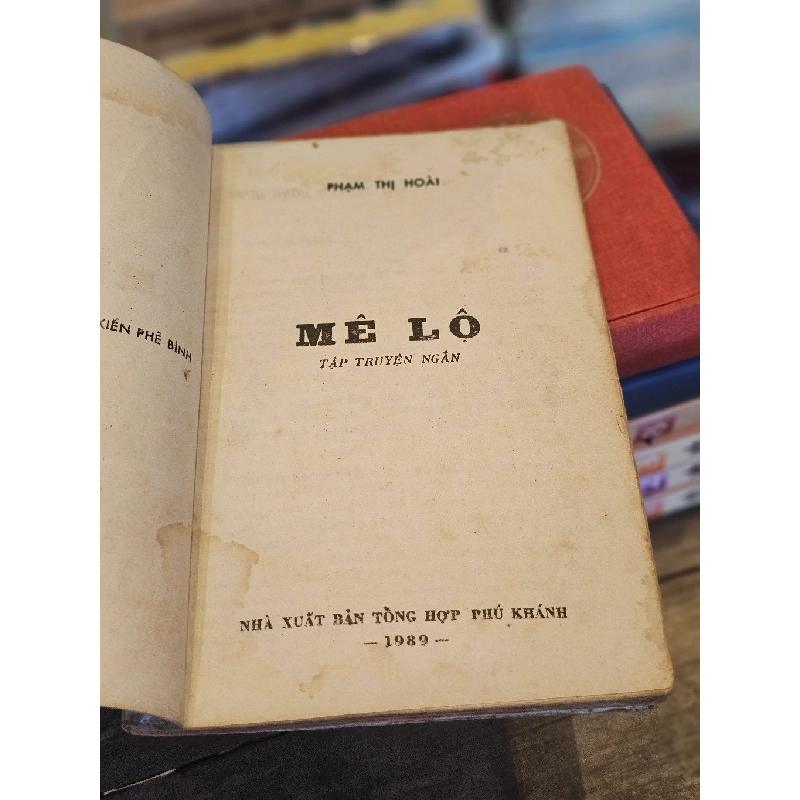 KIẾN PHÊ BÌNH
PHẠM THỊ HOÀI
MÊ LỘ
TẬP TRUYỆN NGẮN
NHÀ XUẤT BẢN TỔNG HỢP PHÚ KHÁNH
— 1989 —